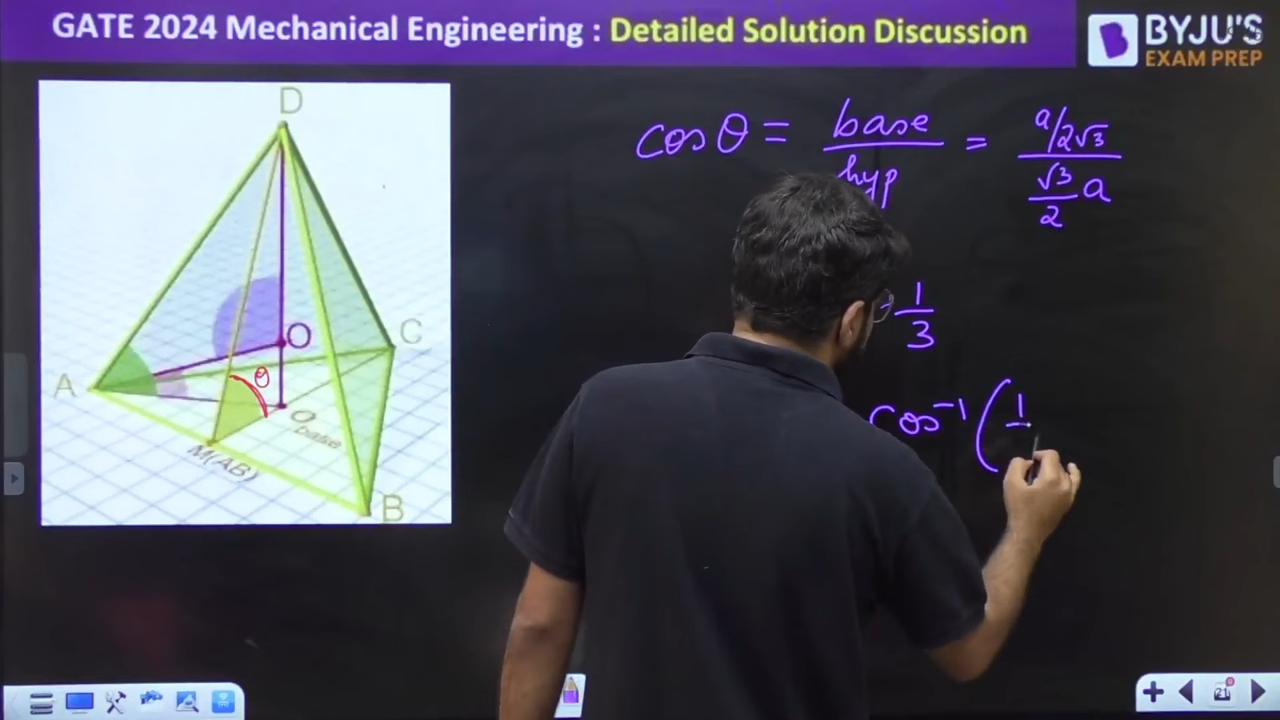 GATE 2024 Mechanical Engineering : Detailed Solution Discussion
BYJU'S
EXAM PREP
D
O
C
A
θ
O base
M(AB)
B
cos θ = base/hyp = (a/2√3)/(√3/2 a)
= 1/3
cos⁻¹ (1
21